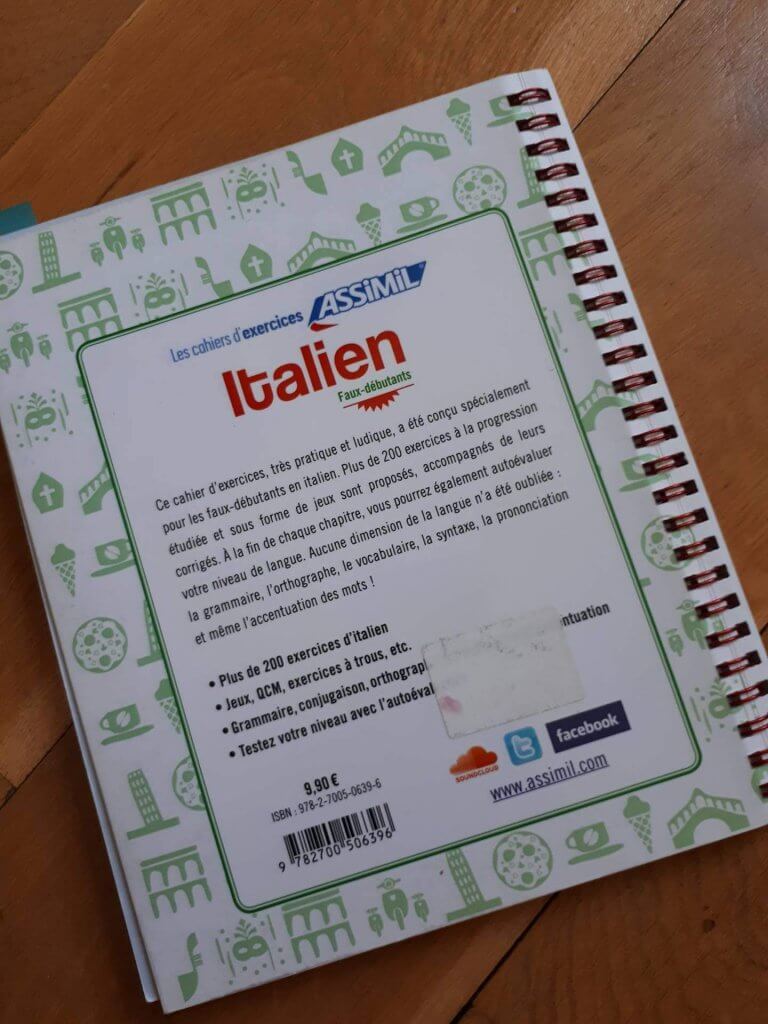 Les cahiers d'exercices ASSiMiL
Italien
Faux-débutants
Ce cahier d'exercices, très pratique et ludique, a été conçu spécialement
pour les faux-débutants en italien. Plus de 200 exercices à la progression
étudiée et sous forme de jeux sont proposés, accompagnés de leurs
corrigés. À la fin de chaque chapitre, vous pourrez également autoévaluer
votre niveau de langue. Aucune dimension de la langue n'a été oubliée :
la grammaire, l'orthographe, le vocabulaire, la syntaxe, la prononciation
et même l'accentuation des mots !
• Plus de 200 exercices d'italien
• Jeux, QCM, exercices à trous, etc.
• Grammaire, conjugaison,
• Testez votre niveau avec
SOUNDCLOUD
facebook
www.assimil.com
9,90 €
ISBN : 978-2-7005-0639-6
9 782700 506396